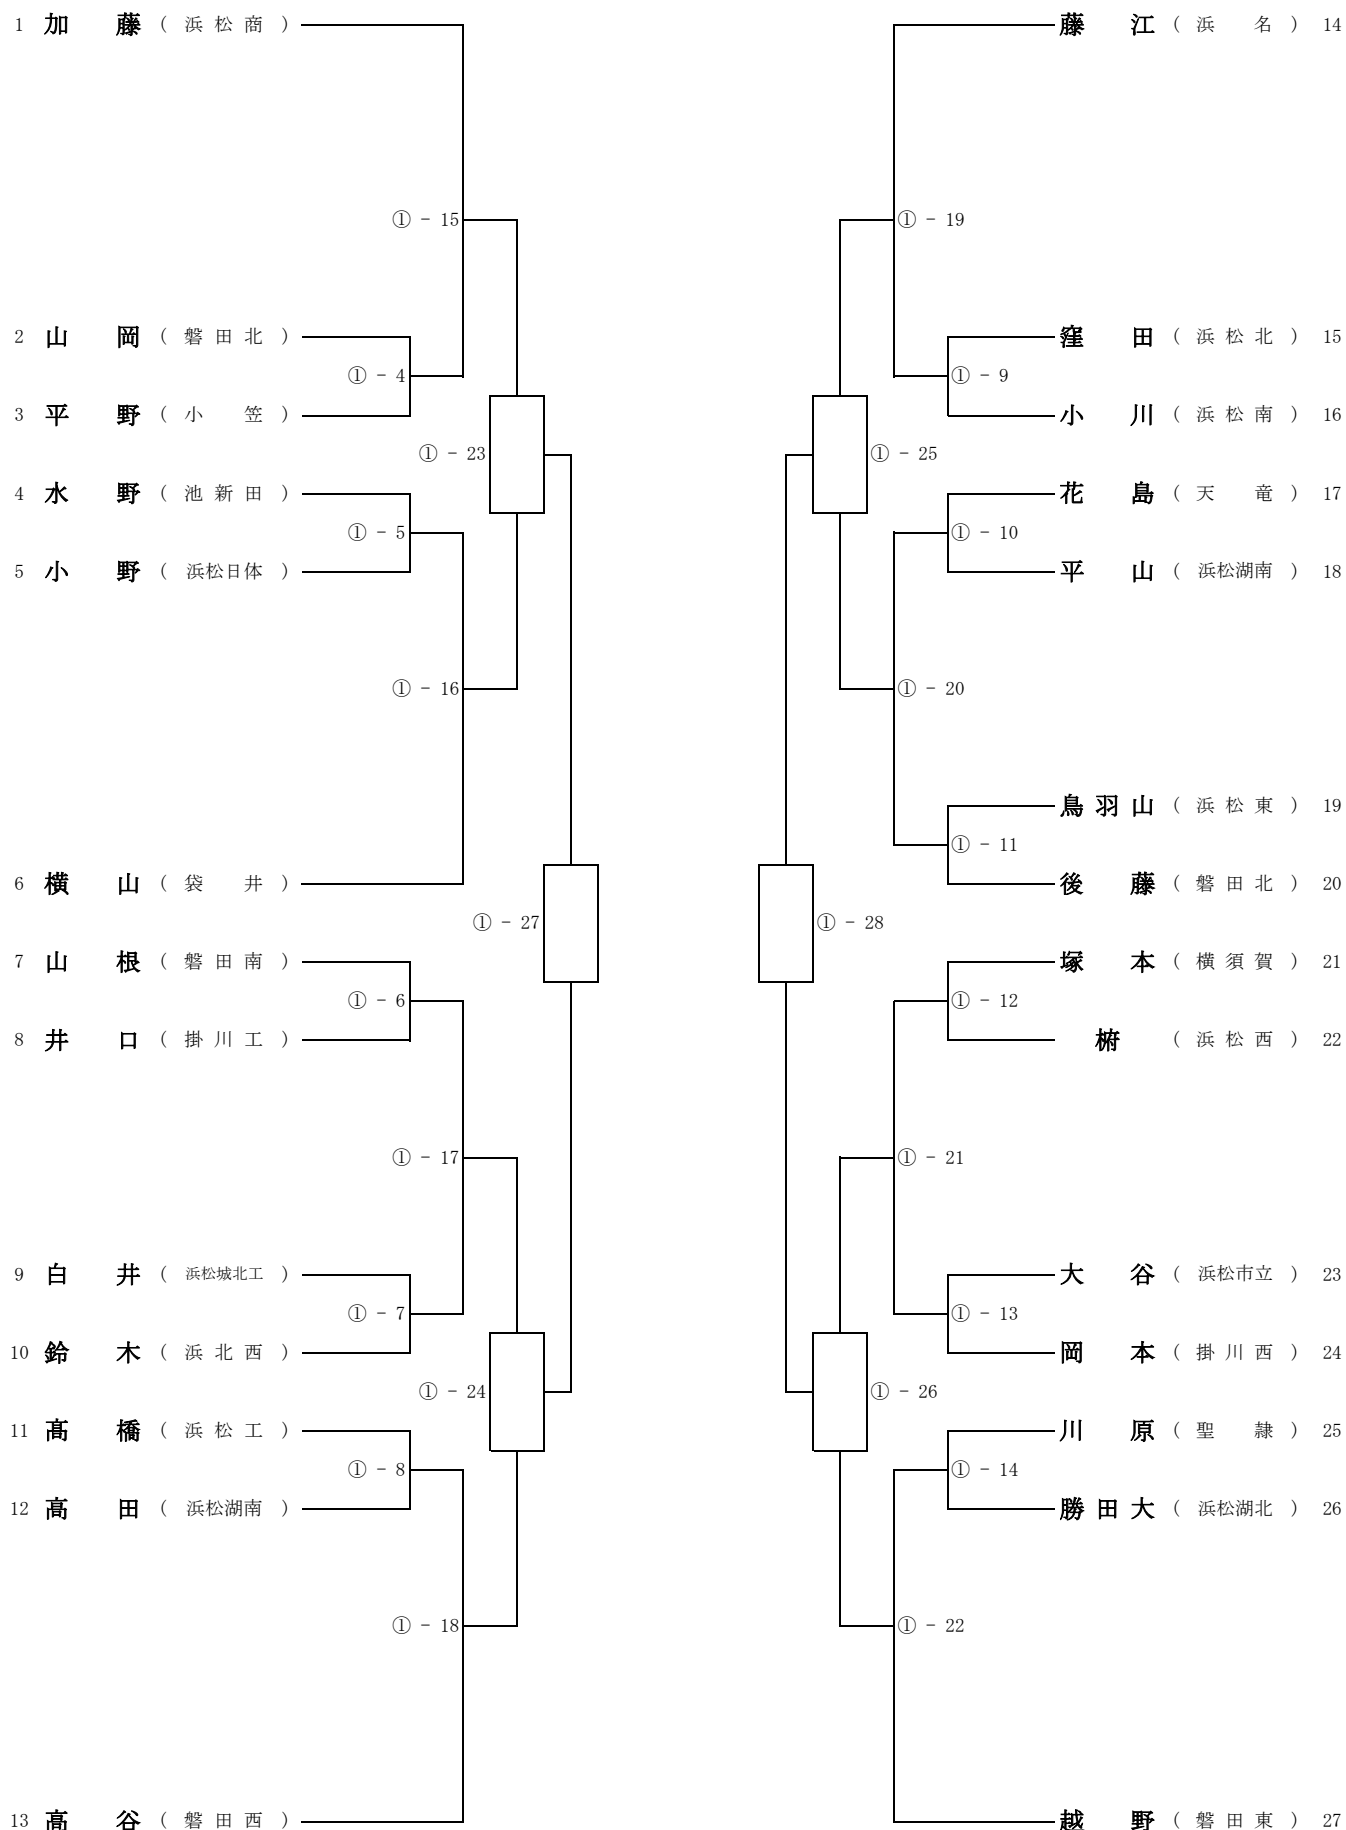 1 加 藤 ( 浜 松 商 )
① - 15
2 山 岡 ( 磐 田 北 )
① - 4
3 平 野 ( 小 笠 )
① - 23
4 水 野 ( 池 新 田 )
① - 5
5 小 野 ( 浜松日体 )
① - 16
6 横 山 ( 袋 井 )
① - 27
7 山 根 ( 磐 田 南 )
① - 6
8 井 口 ( 掛 川 工 )
① - 17
9 白 井 ( 浜松城北工 )
① - 7
10 鈴 木 ( 浜 北 西 )
① - 24
11 髙 橋 ( 浜 松 工 )
① - 8
12 髙 田 ( 浜松湖南 )
① - 18
13 髙 谷 ( 磐 田 西 )
藤 江 ( 浜 名 ) 14
① - 19
窪 田 ( 浜 松 北 ) 15
① - 9
小 川 ( 浜 松 南 ) 16
① - 25
花 島 ( 天 竜 ) 17
① - 10
平 山 ( 浜松湖南 ) 18
① - 20
鳥 羽 山 ( 浜 松 東 ) 19
① - 11
後 藤 ( 磐 田 北 ) 20
① - 28
塚 本 ( 横 須 賀 ) 21
① - 12
椨 ( 浜 松 西 ) 22
① - 21
大 谷 ( 浜松市立 ) 23
① - 13
岡 本 ( 掛 川 西 ) 24
① - 26
川 原 ( 聖 隷 ) 25
① - 14
勝 田 大 ( 浜松湖北 ) 26
① - 22
越 野 ( 磐 田 東 ) 27